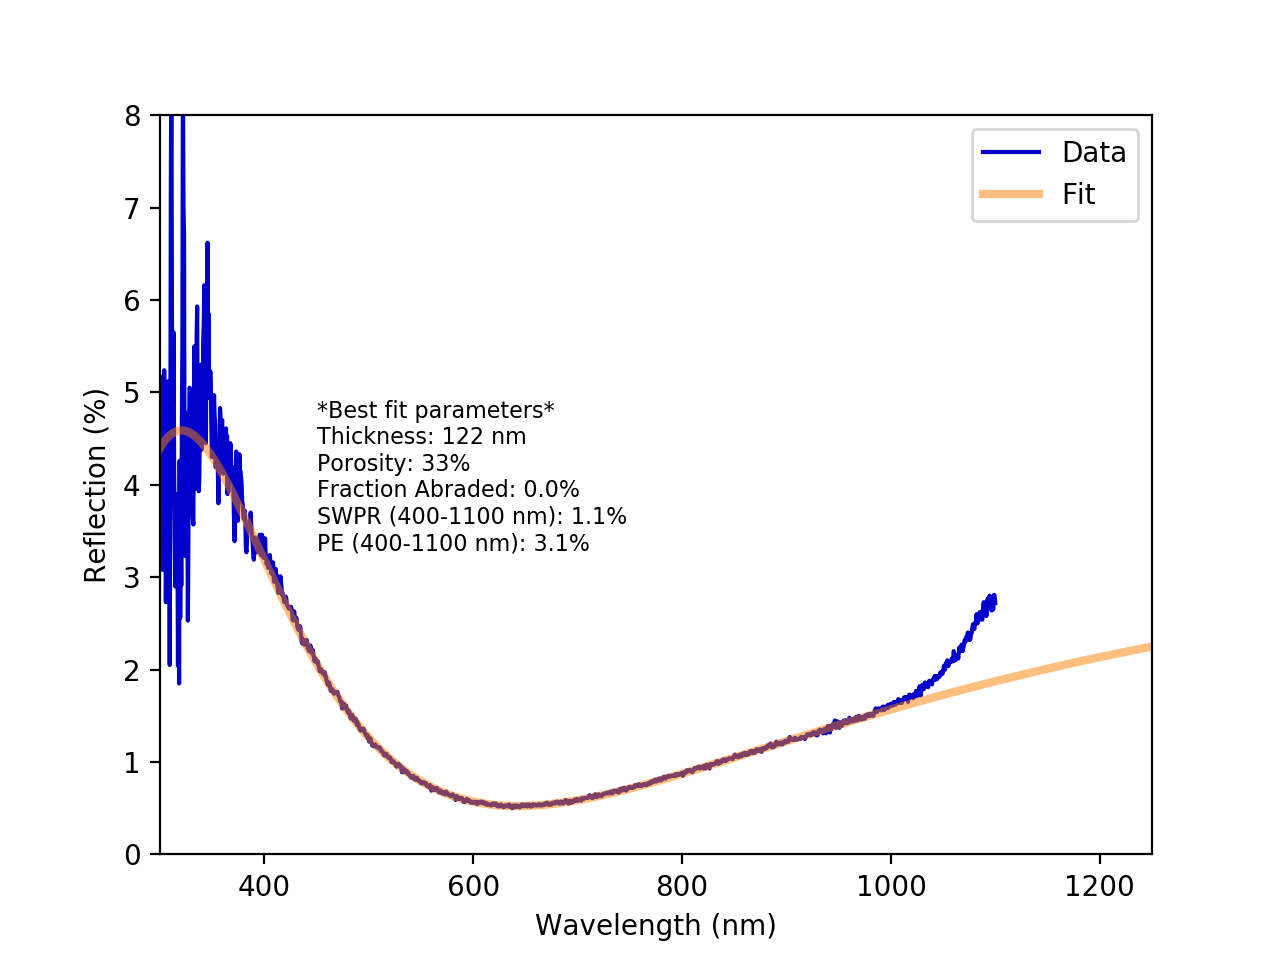 8
7
6
5
4
3
2
1
0
Reflection (%)
Data
Fit
*Best fit parameters*
Thickness: 122 nm
Porosity: 33%
Fraction Abraded: 0.0%
SWPR (400-1100 nm): 1.1%
PE (400-1100 nm): 3.1%
400
600
800
1000
1200
Wavelength (nm)